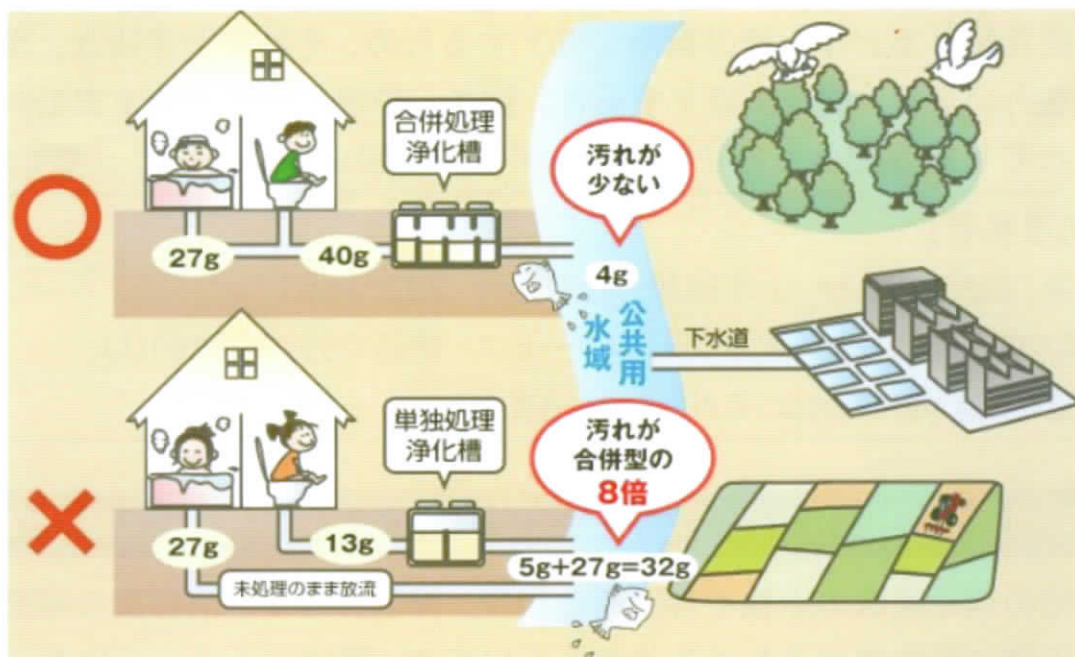 合併処理
浄化槽
汚れが
少ない
27g
40g
4g
公共用
水域
下水道
単独処理
浄化槽
汚れが
合併型の
8倍
27g
13g
5g+27g=32g
未処理のまま放流